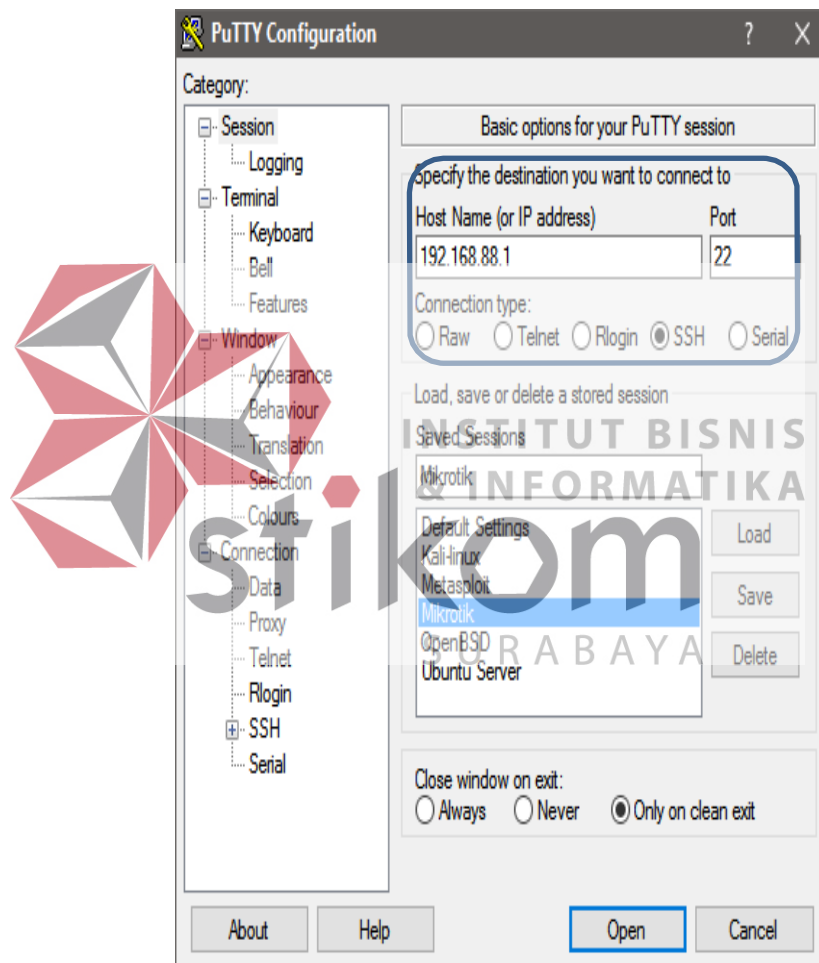 PuTTY Configuration ? X
Category:
Session
Logging
Terminal
Keyboard
Bell
Features
Window
Appearance
Behaviour
Translation
Selection
Colours
Connection
Data
Proxy
Telnet
Rlogin
SSH
Serial
Basic options for your PuTTY session
Specify the destination you want to connect to
Host Name (or IP address) Port
192.168.88.1 22
Connection type:
Raw Telnet Rlogin SSH Serial
Load, save or delete a stored session
Saved Sessions
Mikrotik
Default Settings
Kali-linux
Metasploit
Mikrotik
OpenBSD
Ubuntu Server
Load
Save
Delete
Close window on exit:
Always Never Only on clean exit
About Help Open Cancel
INSTITUT BISNIS
& INFORMATIKA
stikom
SURABAYA